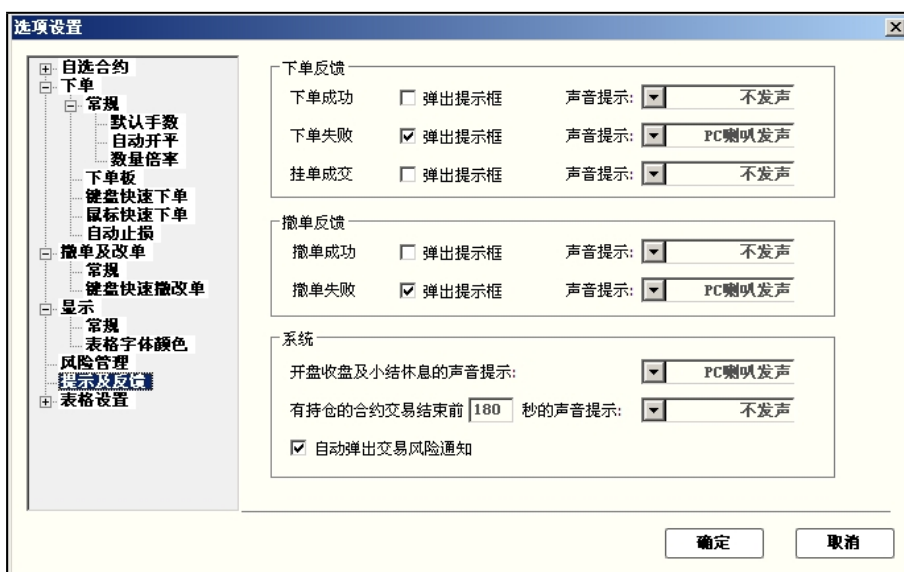 选项设置
自选合约
下单
常规
默认手数
自动开平
数量倍率
下单板
键盘快速下单
鼠标快速下单
自动止损
撤单及改单
常规
键盘快速撤改单
显示
常规
表格字体颜色
风险管理
提示及反馈
表格设置
下单反馈
下单成功 弹出提示框 声音提示: 不发声
下单失败 弹出提示框 声音提示: PC喇叭发声
挂单成交 弹出提示框 声音提示: 不发声
撤单反馈
撤单成功 弹出提示框 声音提示: 不发声
撤单失败 弹出提示框 声音提示: PC喇叭发声
系统
开盘收盘及小结休息的声音提示: PC喇叭发声
有持仓的合约交易结束前 180 秒的声音提示: 不发声
自动弹出交易风险通知
确定 取消